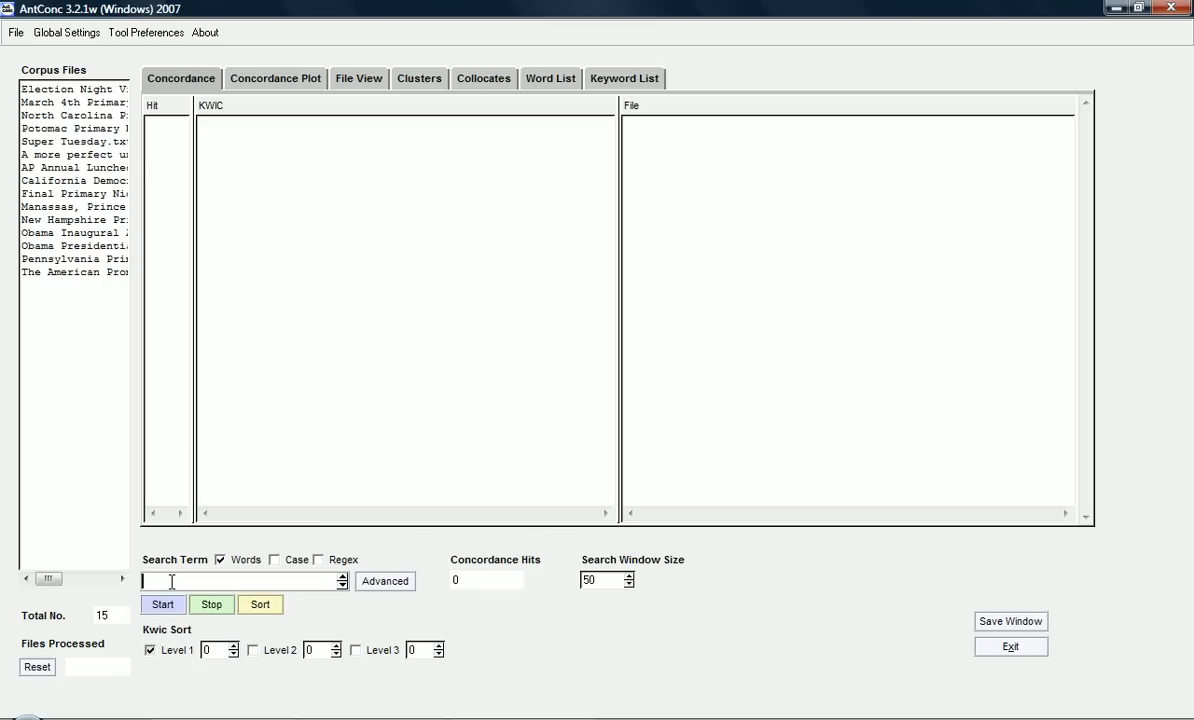 AntConc 3.2.1w (Windows) 2007
File Global Settings Tool Preferences About
Corpus Files
Election Night V
March 4th Primar
North Carolina P
Potomac Primary
Super Tuesday.tx
A more perfect u
AP Annual Lunche
California Democ
Final Primary Ni
Manassas, Prince
New Hampshire Pr
Obama Inaugural
Obama Presidenti
Pennsylvania Pri
The American Pro
Concordance Concordance Plot File View Clusters Collocates Word List Keyword List
Hit KWIC File
Search Term Words Case Regex Concordance Hits Search Window Size
Advanced 0 50
Start Stop Sort
Total No. 15
Kwic Sort
Level 1 0 Level 2 0 Level 3 0
Files Processed
Reset
Save Window
Exit